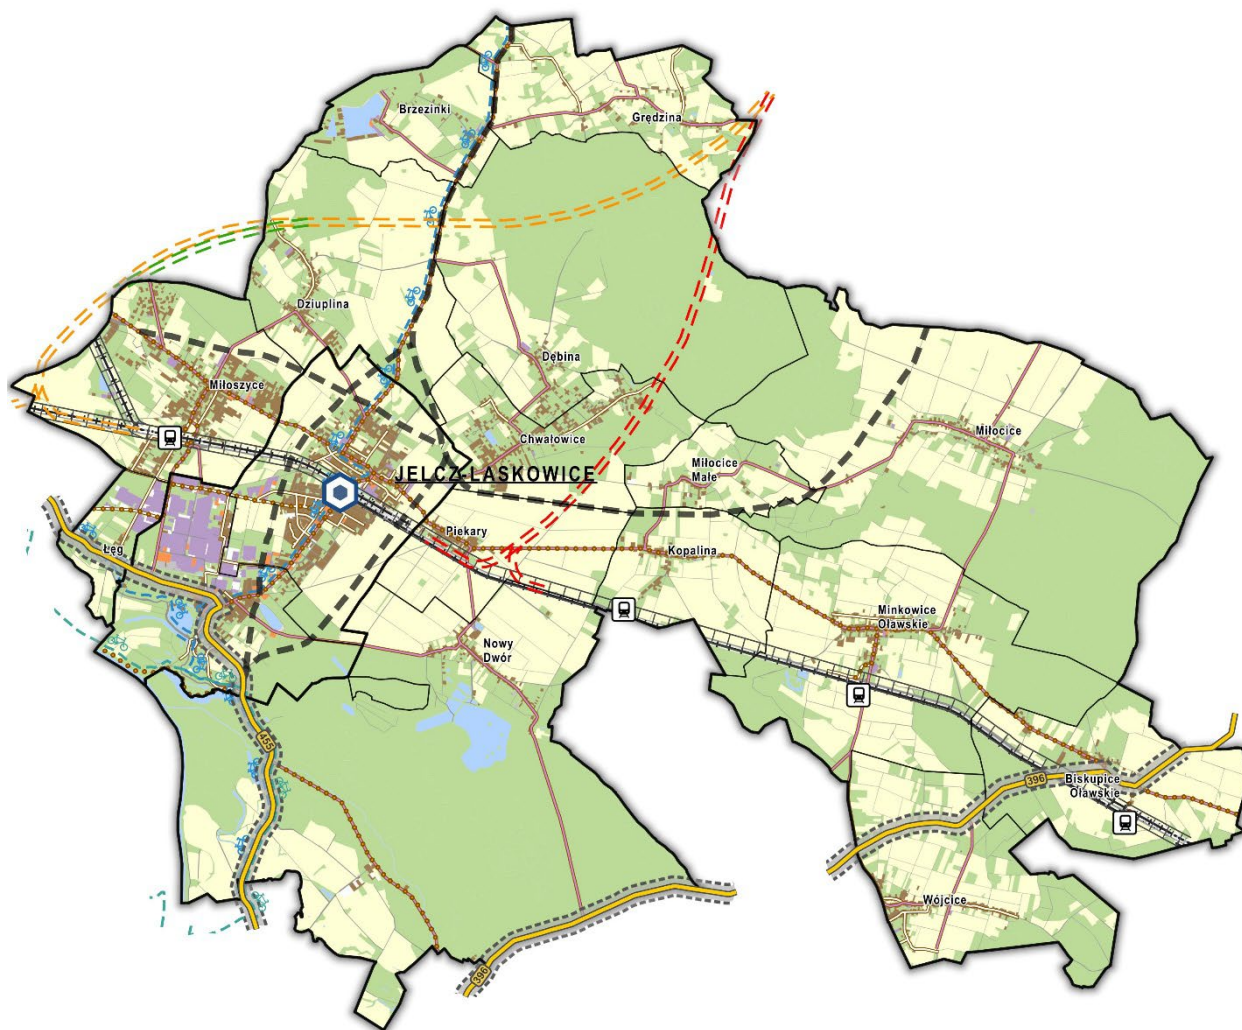 Brzezinki
Grędzina
Dziuplina
Dębina
Miłoszyce
Chwałowice
Miłocice
JELCZ-LASKOWICE
Miłocice
Małe
Piekary
Łęg
Kopalina
Minkowice
Oławskie
Nowy
Dwór
455
396
Biskupice
Oławskie
Wójcice
396